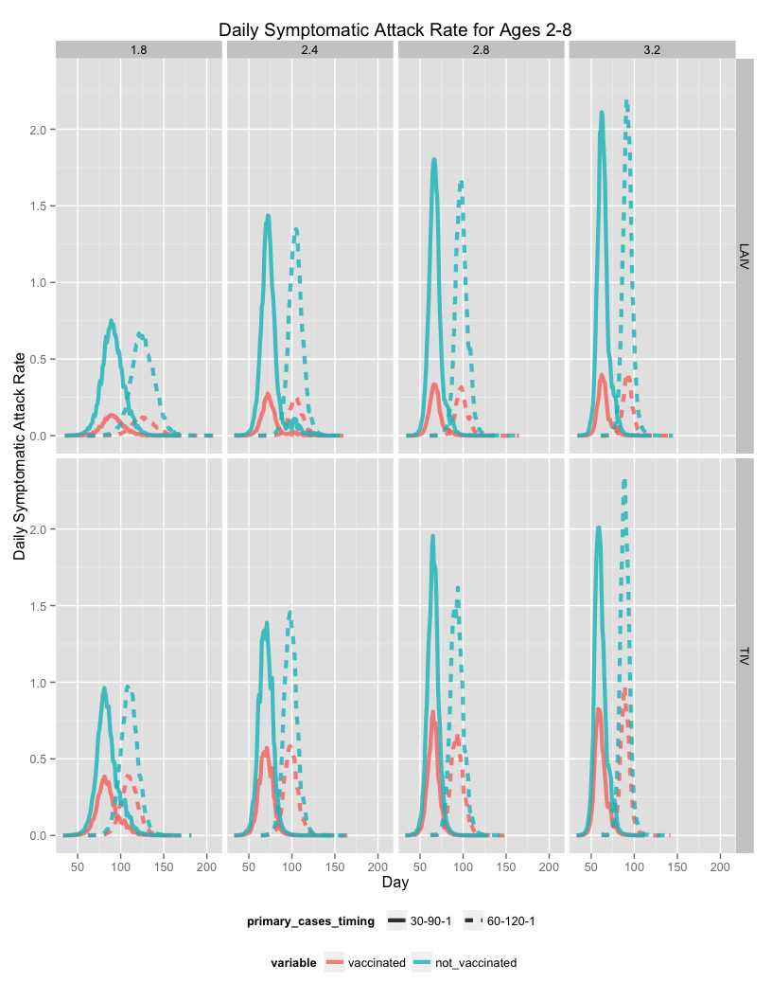 Daily Symptomatic Attack Rate for Ages 2-8
1.8 2.4 2.8 3.2
2.0
1.5
1.0
0.5
0.0
LAIV
Daily Symptomatic Attack Rate
2.0
1.5
1.0
0.5
0.0
TIV
50 100 150 200 50 100 150 200 50 100 150 200 50 100 150 200
Day
primary_cases_timing 30-90-1 60-120-1
variable vaccinated not_vaccinated